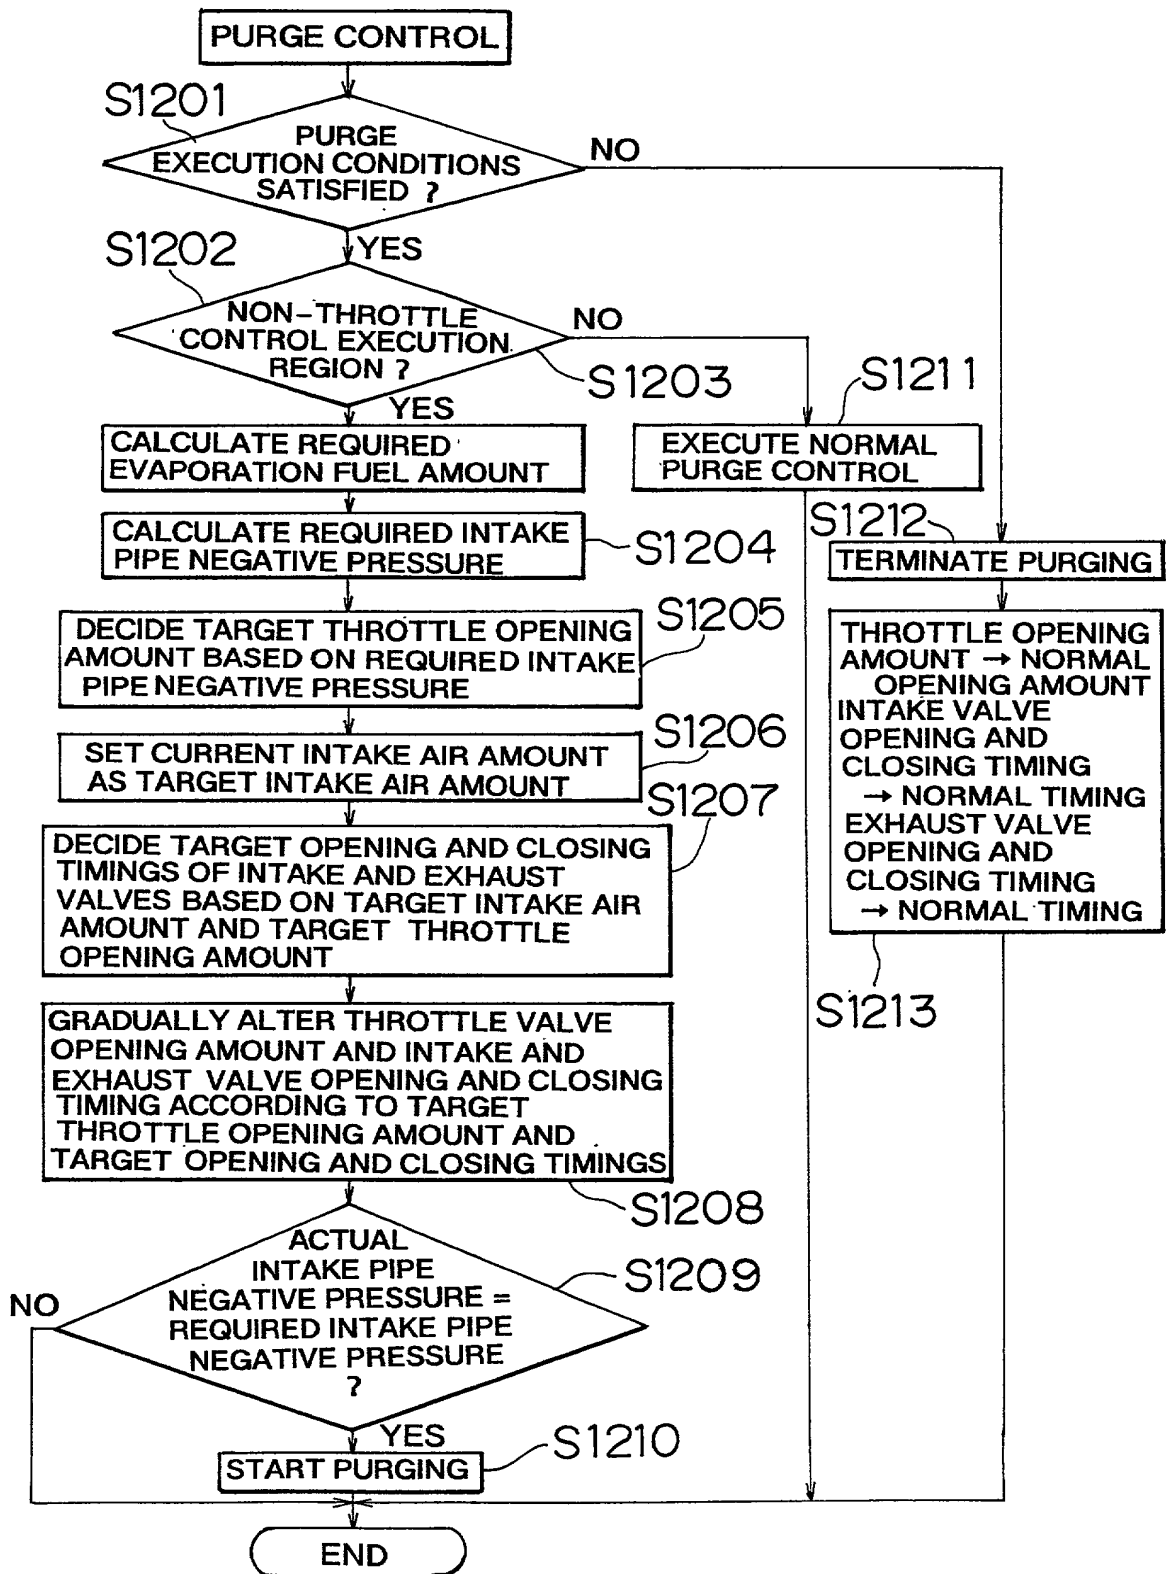 PURGE CONTROL
S1201
PURGE
EXECUTION CONDITIONS
SATISFIED ?
NO
YES
S1202
NON-THROTTLE
CONTROL EXECUTION
REGION ?
NO
S1203
YES
CALCULATE REQUIRED
EVAPORATION FUEL AMOUNT
S1211
EXECUTE NORMAL
PURGE CONTROL
CALCULATE REQUIRED INTAKE
PIPE NEGATIVE PRESSURE
S1204
S1212
TERMINATE PURGING
DECIDE TARGET THROTTLE OPENING
AMOUNT BASED ON REQUIRED INTAKE
PIPE NEGATIVE PRESSURE
S1205
THROTTLE OPENING
AMOUNT → NORMAL
OPENING AMOUNT
INTAKE VALVE
OPENING AND
CLOSING TIMING
→ NORMAL TIMING
EXHAUST VALVE
OPENING AND
CLOSING TIMING
→ NORMAL TIMING
S1213
SET CURRENT INTAKE AIR AMOUNT
AS TARGET INTAKE AIR AMOUNT
S1206
S1207
DECIDE TARGET OPENING AND CLOSING
TIMINGS OF INTAKE AND EXHAUST
VALVES BASED ON TARGET INTAKE AIR
AMOUNT AND TARGET THROTTLE
OPENING AMOUNT
GRADUALLY ALTER THROTTLE VALVE
OPENING AMOUNT AND INTAKE AND
EXHAUST VALVE OPENING AND CLOSING
TIMING ACCORDING TO TARGET
THROTTLE OPENING AMOUNT AND
TARGET OPENING AND CLOSING TIMINGS
S1208
ACTUAL
INTAKE PIPE
NEGATIVE PRESSURE =
REQUIRED INTAKE PIPE
NEGATIVE PRESSURE
?
S1209
NO
YES
START PURGING
S1210
END